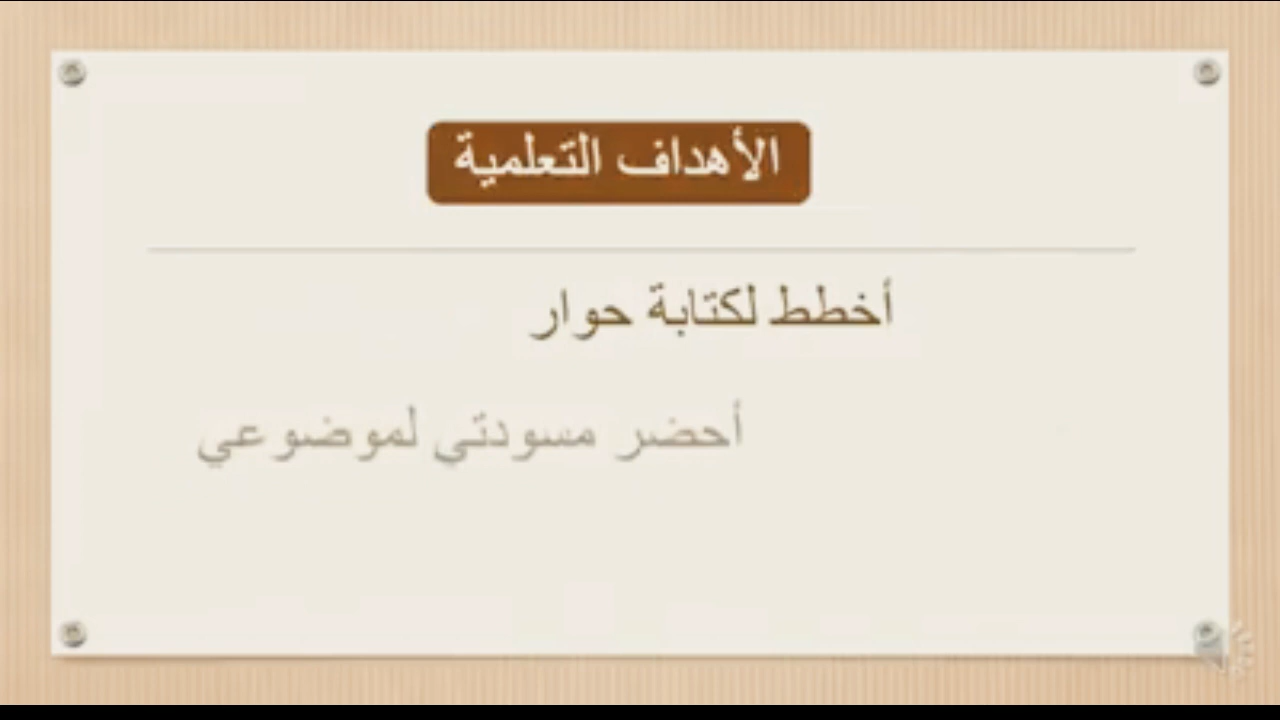 الأهداف التعلمية
أخطط لكتابة حوار
أحضر مسودتي لموضوعي